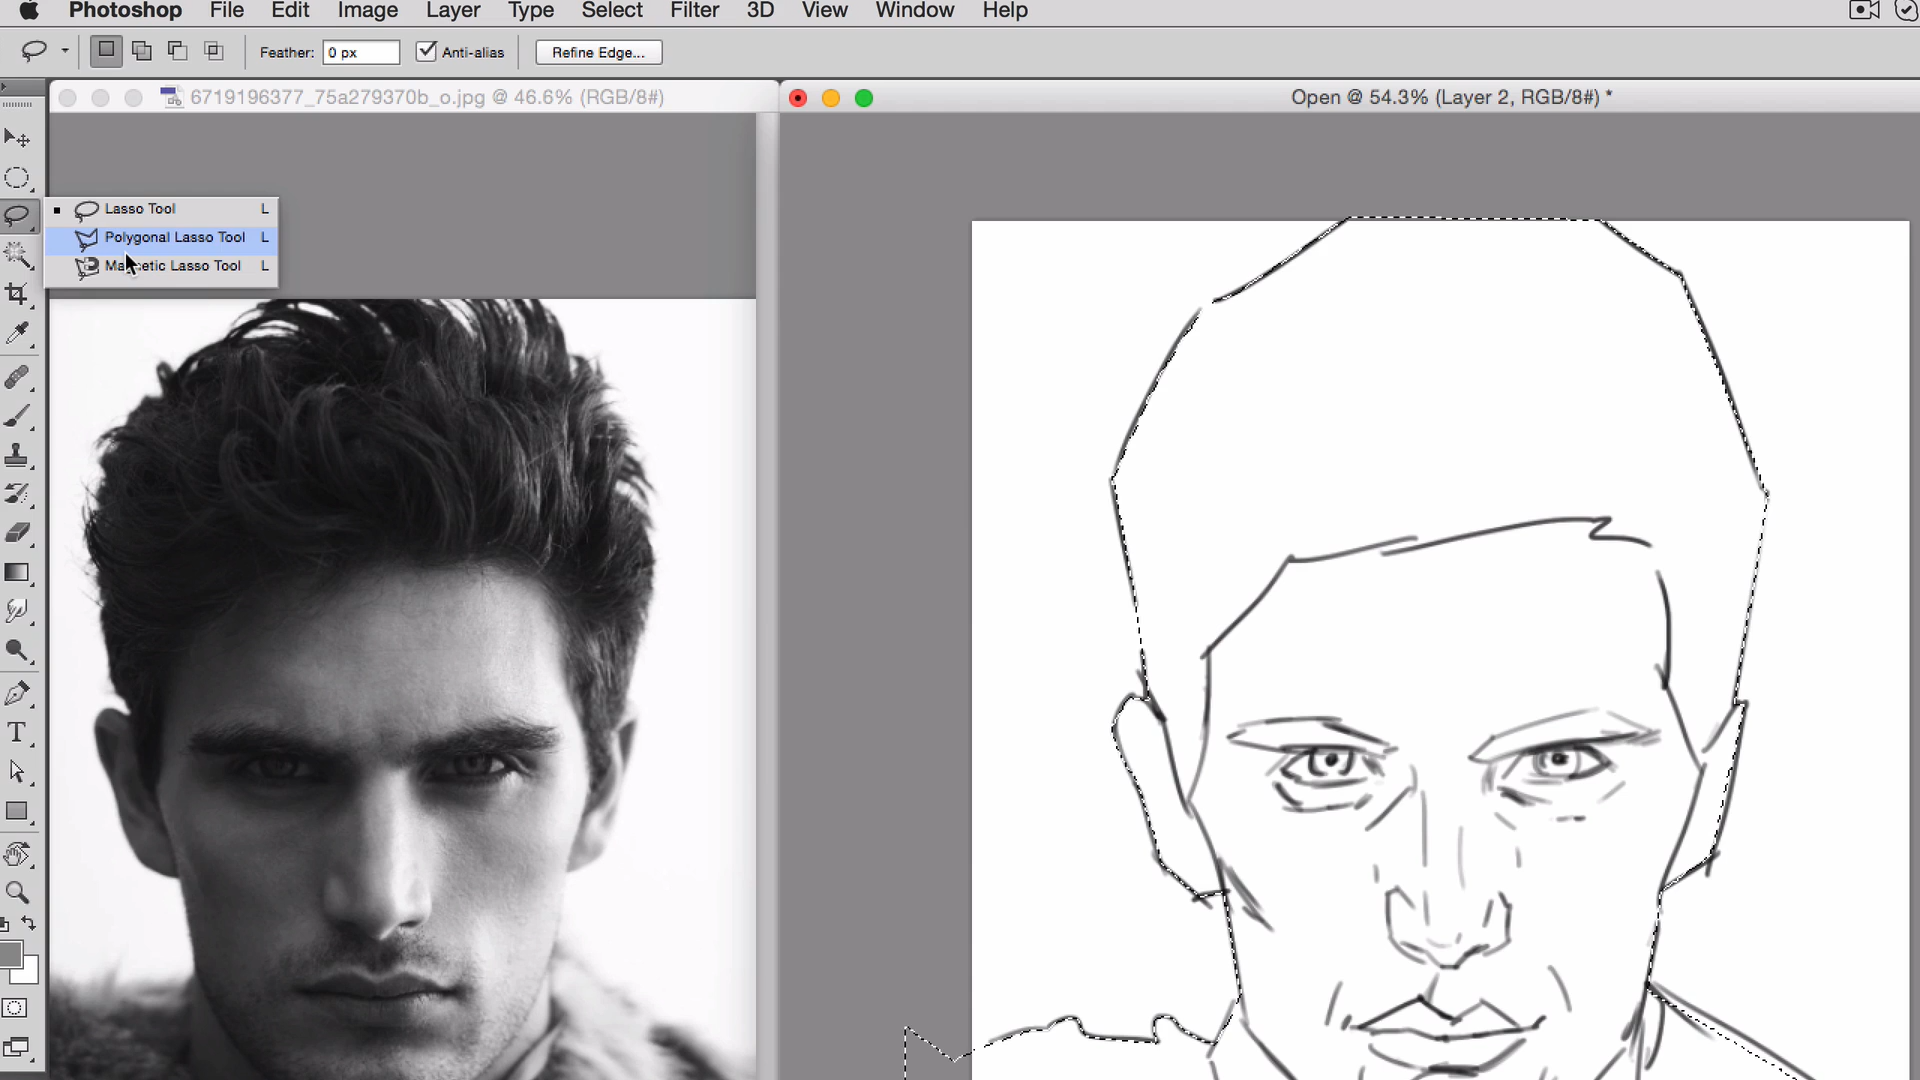 Photoshop File Edit Image Layer Type Select Filter 3D View Window Help
Feather: 0 px Anti-alias Refine Edge...
6719196377_75a279370b_o.jpg @ 46.6% (RGB/8#)
Open @ 54.3% (Layer 2, RGB/8#) *
Lasso Tool L
Polygonal Lasso Tool L
Magnetic Lasso Tool L